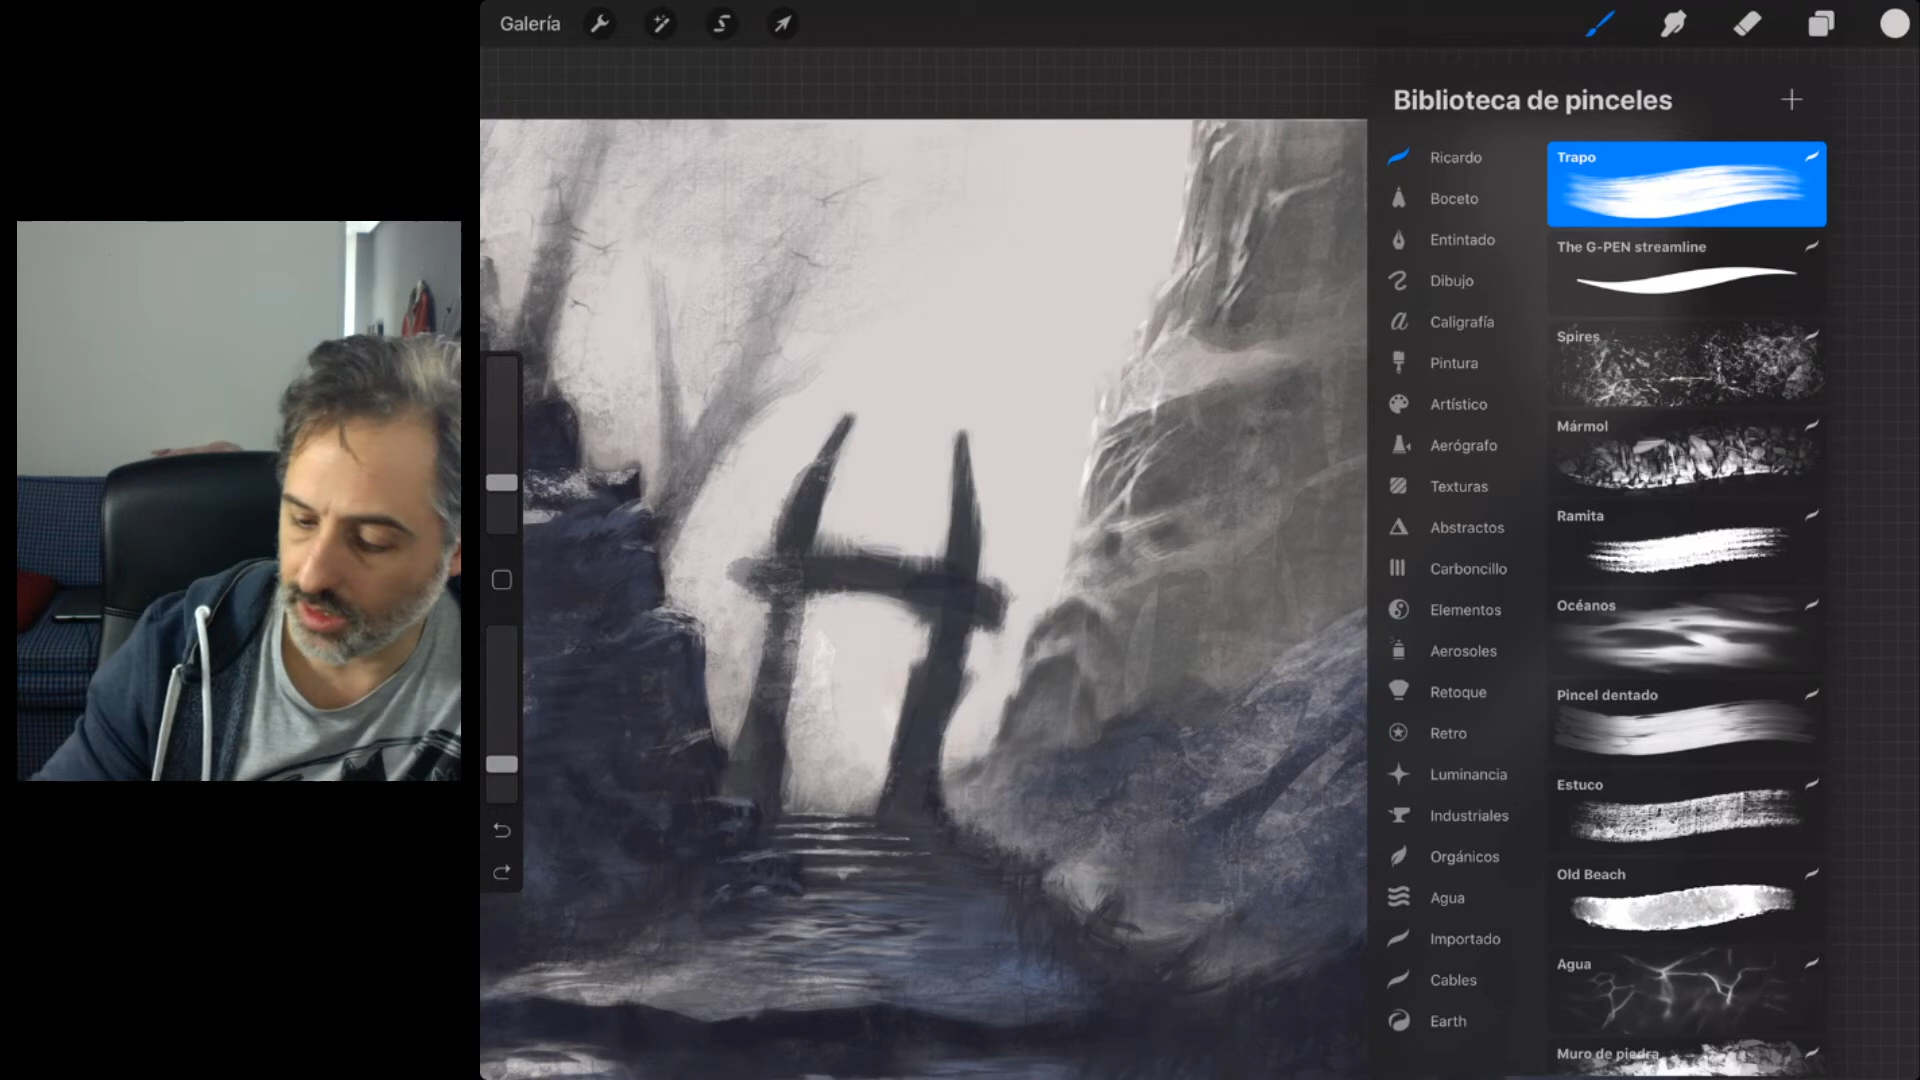 Galería
Biblioteca de pinceles
Ricardo
Boceto
Entintado
Dibujo
Caligrafía
Pintura
Artístico
Aerógrafo
Texturas
Abstractos
Carboncillo
Elementos
Aerosoles
Retoque
Retro
Luminancia
Industriales
Orgánicos
Agua
Importado
Cables
Earth
Trapo
The G-PEN streamline
Spires
Mármol
Ramita
Océanos
Pincel dentado
Estuco
Old Beach
Agua
Muro de piedra